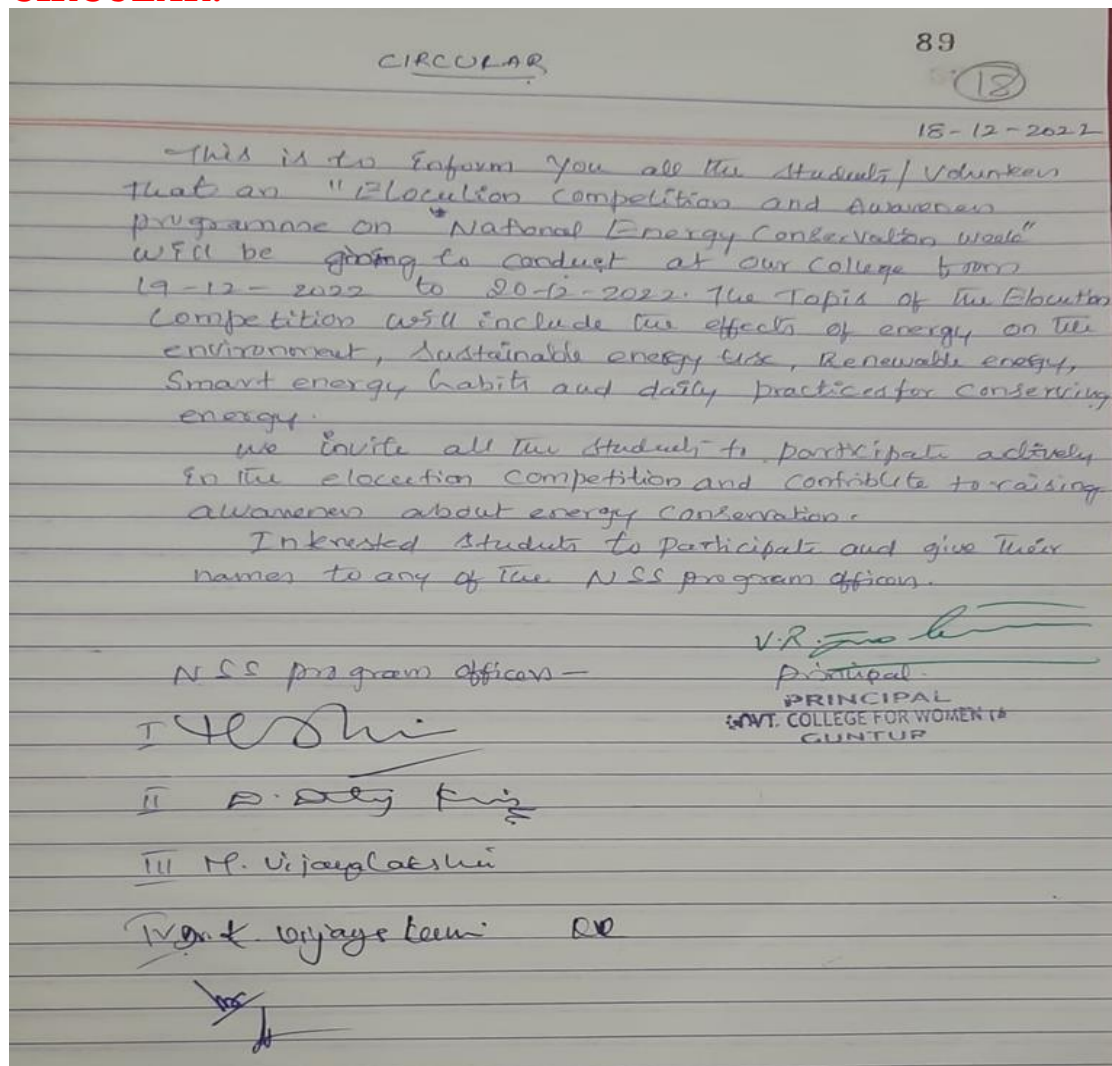 CIRCULAR
89
18
18-12-2022
This is to inform you all the students/Volunteers
that an "Elocution Competition and Awareness
programme on "National Energy Conservation week"
will be going to conduct at our college from
19-12-2022 to 20-12-2022. The Topis of the Elocution
Competition will include the effects of energy on the
environment, Sustainable energy use, Renewable energy,
Smart energy habits and daily practices for conserving
energy.
we invite all the students to participate actively
in the elocution competition and contribute to raising
awareness about energy conservation.
Interested students to participate and give their
names to any of the NSS program officers.
V.R.
NSS program officers-
Principal.
PRINCIPAL
GOVT. COLLEGE FOR WOMEN (A
GUNTUR
I
II D.
III M. Vijayalakshmi
IV Dr. K.